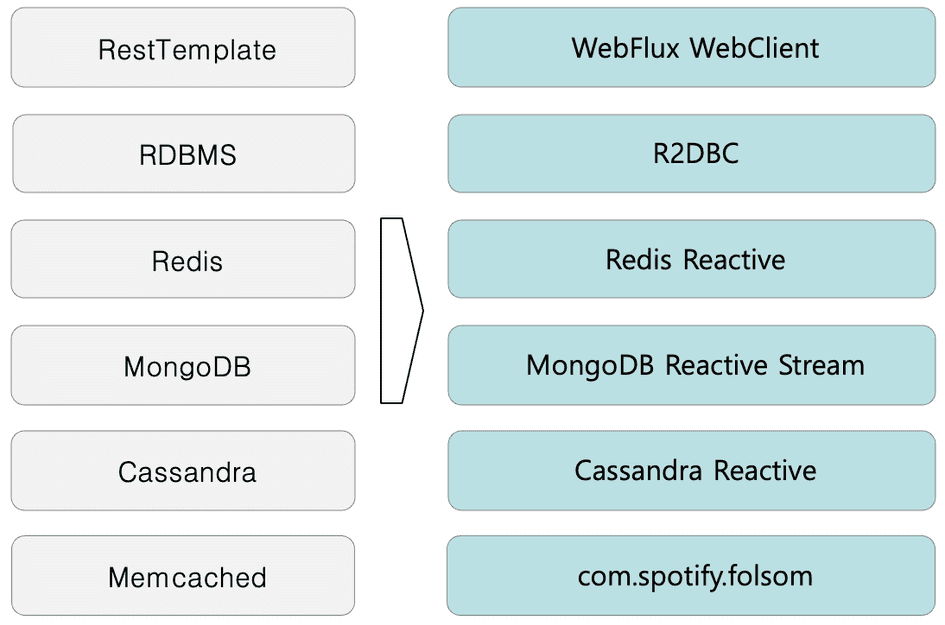 RestTemplate
WebFlux WebClient
RDBMS
R2DBC
Redis
Redis Reactive
MongoDB
MongoDB Reactive Stream
Cassandra
Cassandra Reactive
Memcached
com.spotify.folsom